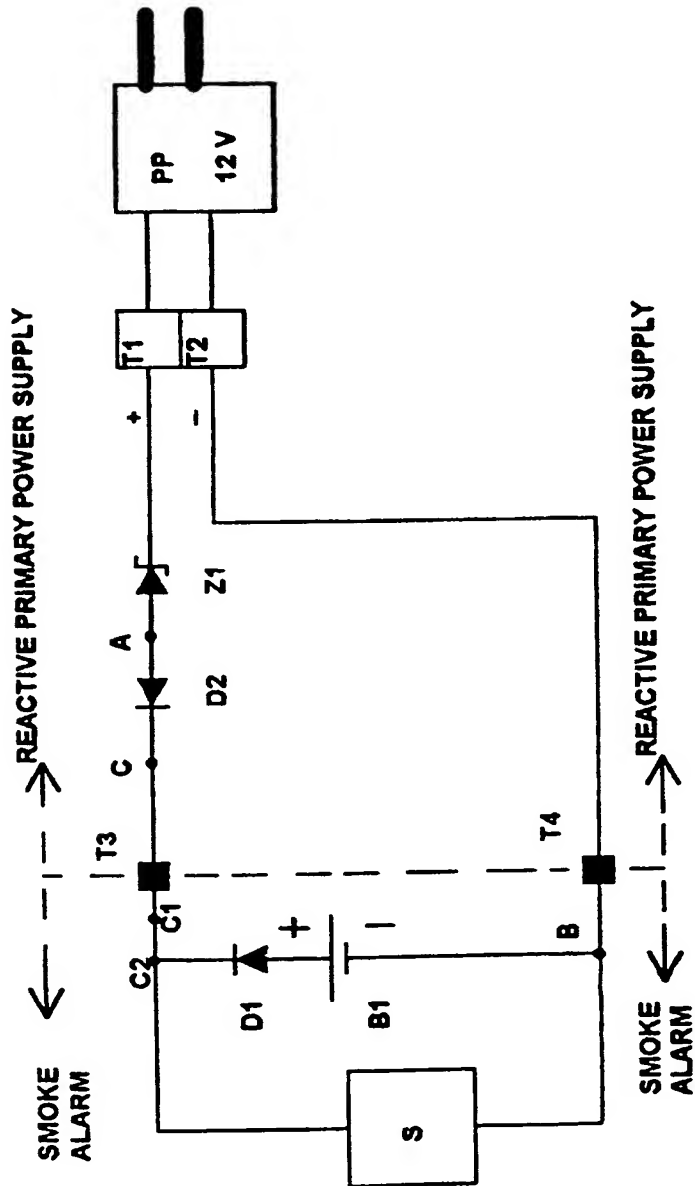 SMOKE
ALARM
REACTIVE PRIMARY POWER SUPPLY
C2
C1
T3
C
D2
A
Z1
+
−
T1
T2
PP
12 V
D1
+
−
B1
S
B
T4
SMOKE
ALARM
REACTIVE PRIMARY POWER SUPPLY